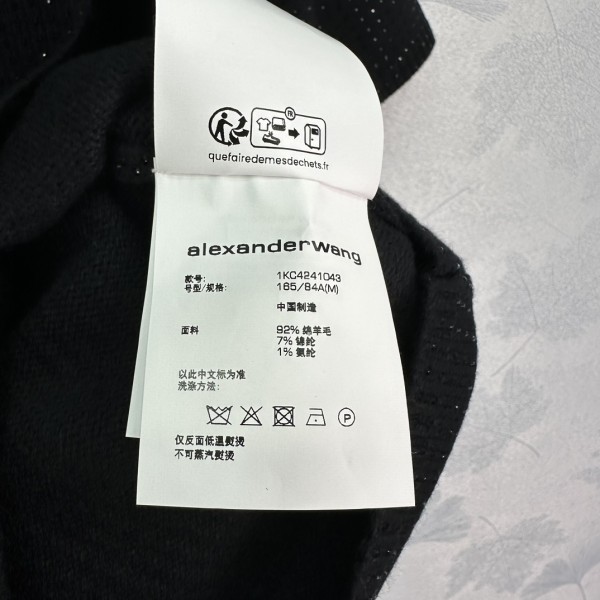 FR
quefairedemesdechets.fr
alexanderwang
款号: 1KC4241043
号型/规格: 165/84A(M)
中国制造
面料 92% 绵羊毛
7% 锦纶
1% 氨纶
以此中文标为准
洗涤方法:
P
仅反面低温熨烫
不可蒸汽熨烫